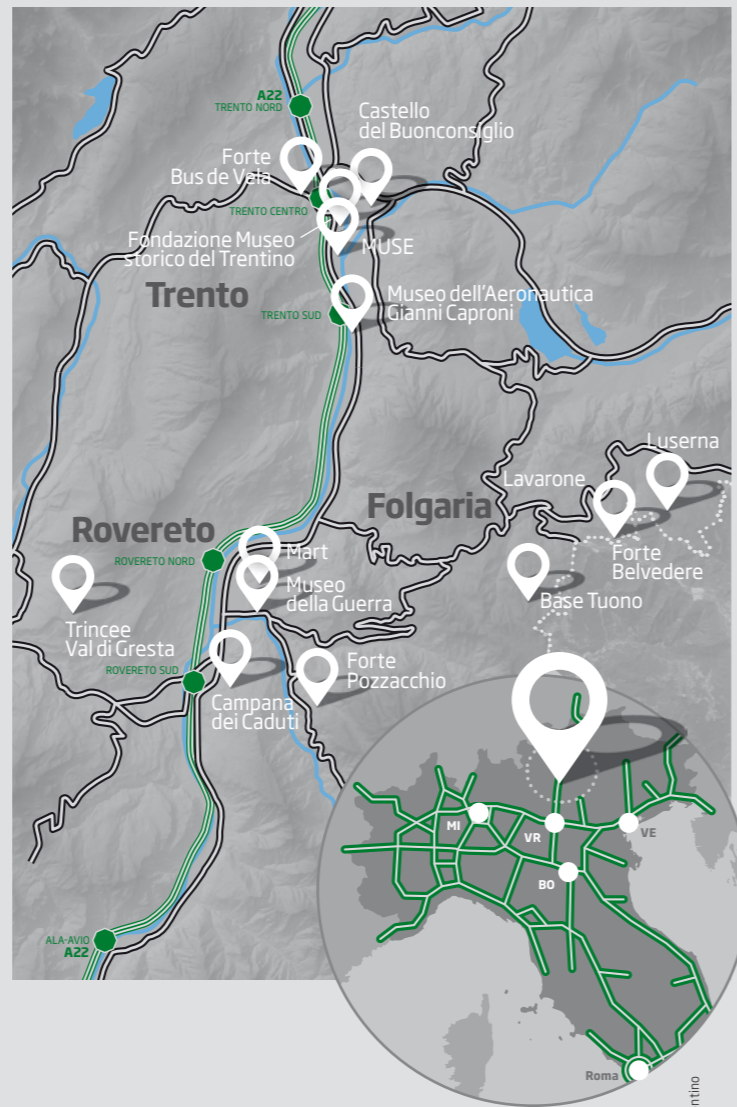 A22
TRENTO NORD
Castello
del Buonconsiglio
Forte
Bus de Vela
TRENTO CENTRO
Fondazione Museo
storico del Trentino
MUSE
Trento
Museo dell'Aeronautica
Gianni Caproni
TRENTO SUD
Luserna
Lavarone
Folgaria
Rovereto
Forte
Belvedere
ROVERETO NORD
Mart
Museo
della Guerra
Base Tuono
Trincee
Val di Gresta
ROVERETO SUD
Forte
Pozzacchio
Campana
dei Caduti
MI
VR
VE
BO
ALA-AVIO
A22
Roma
ntino